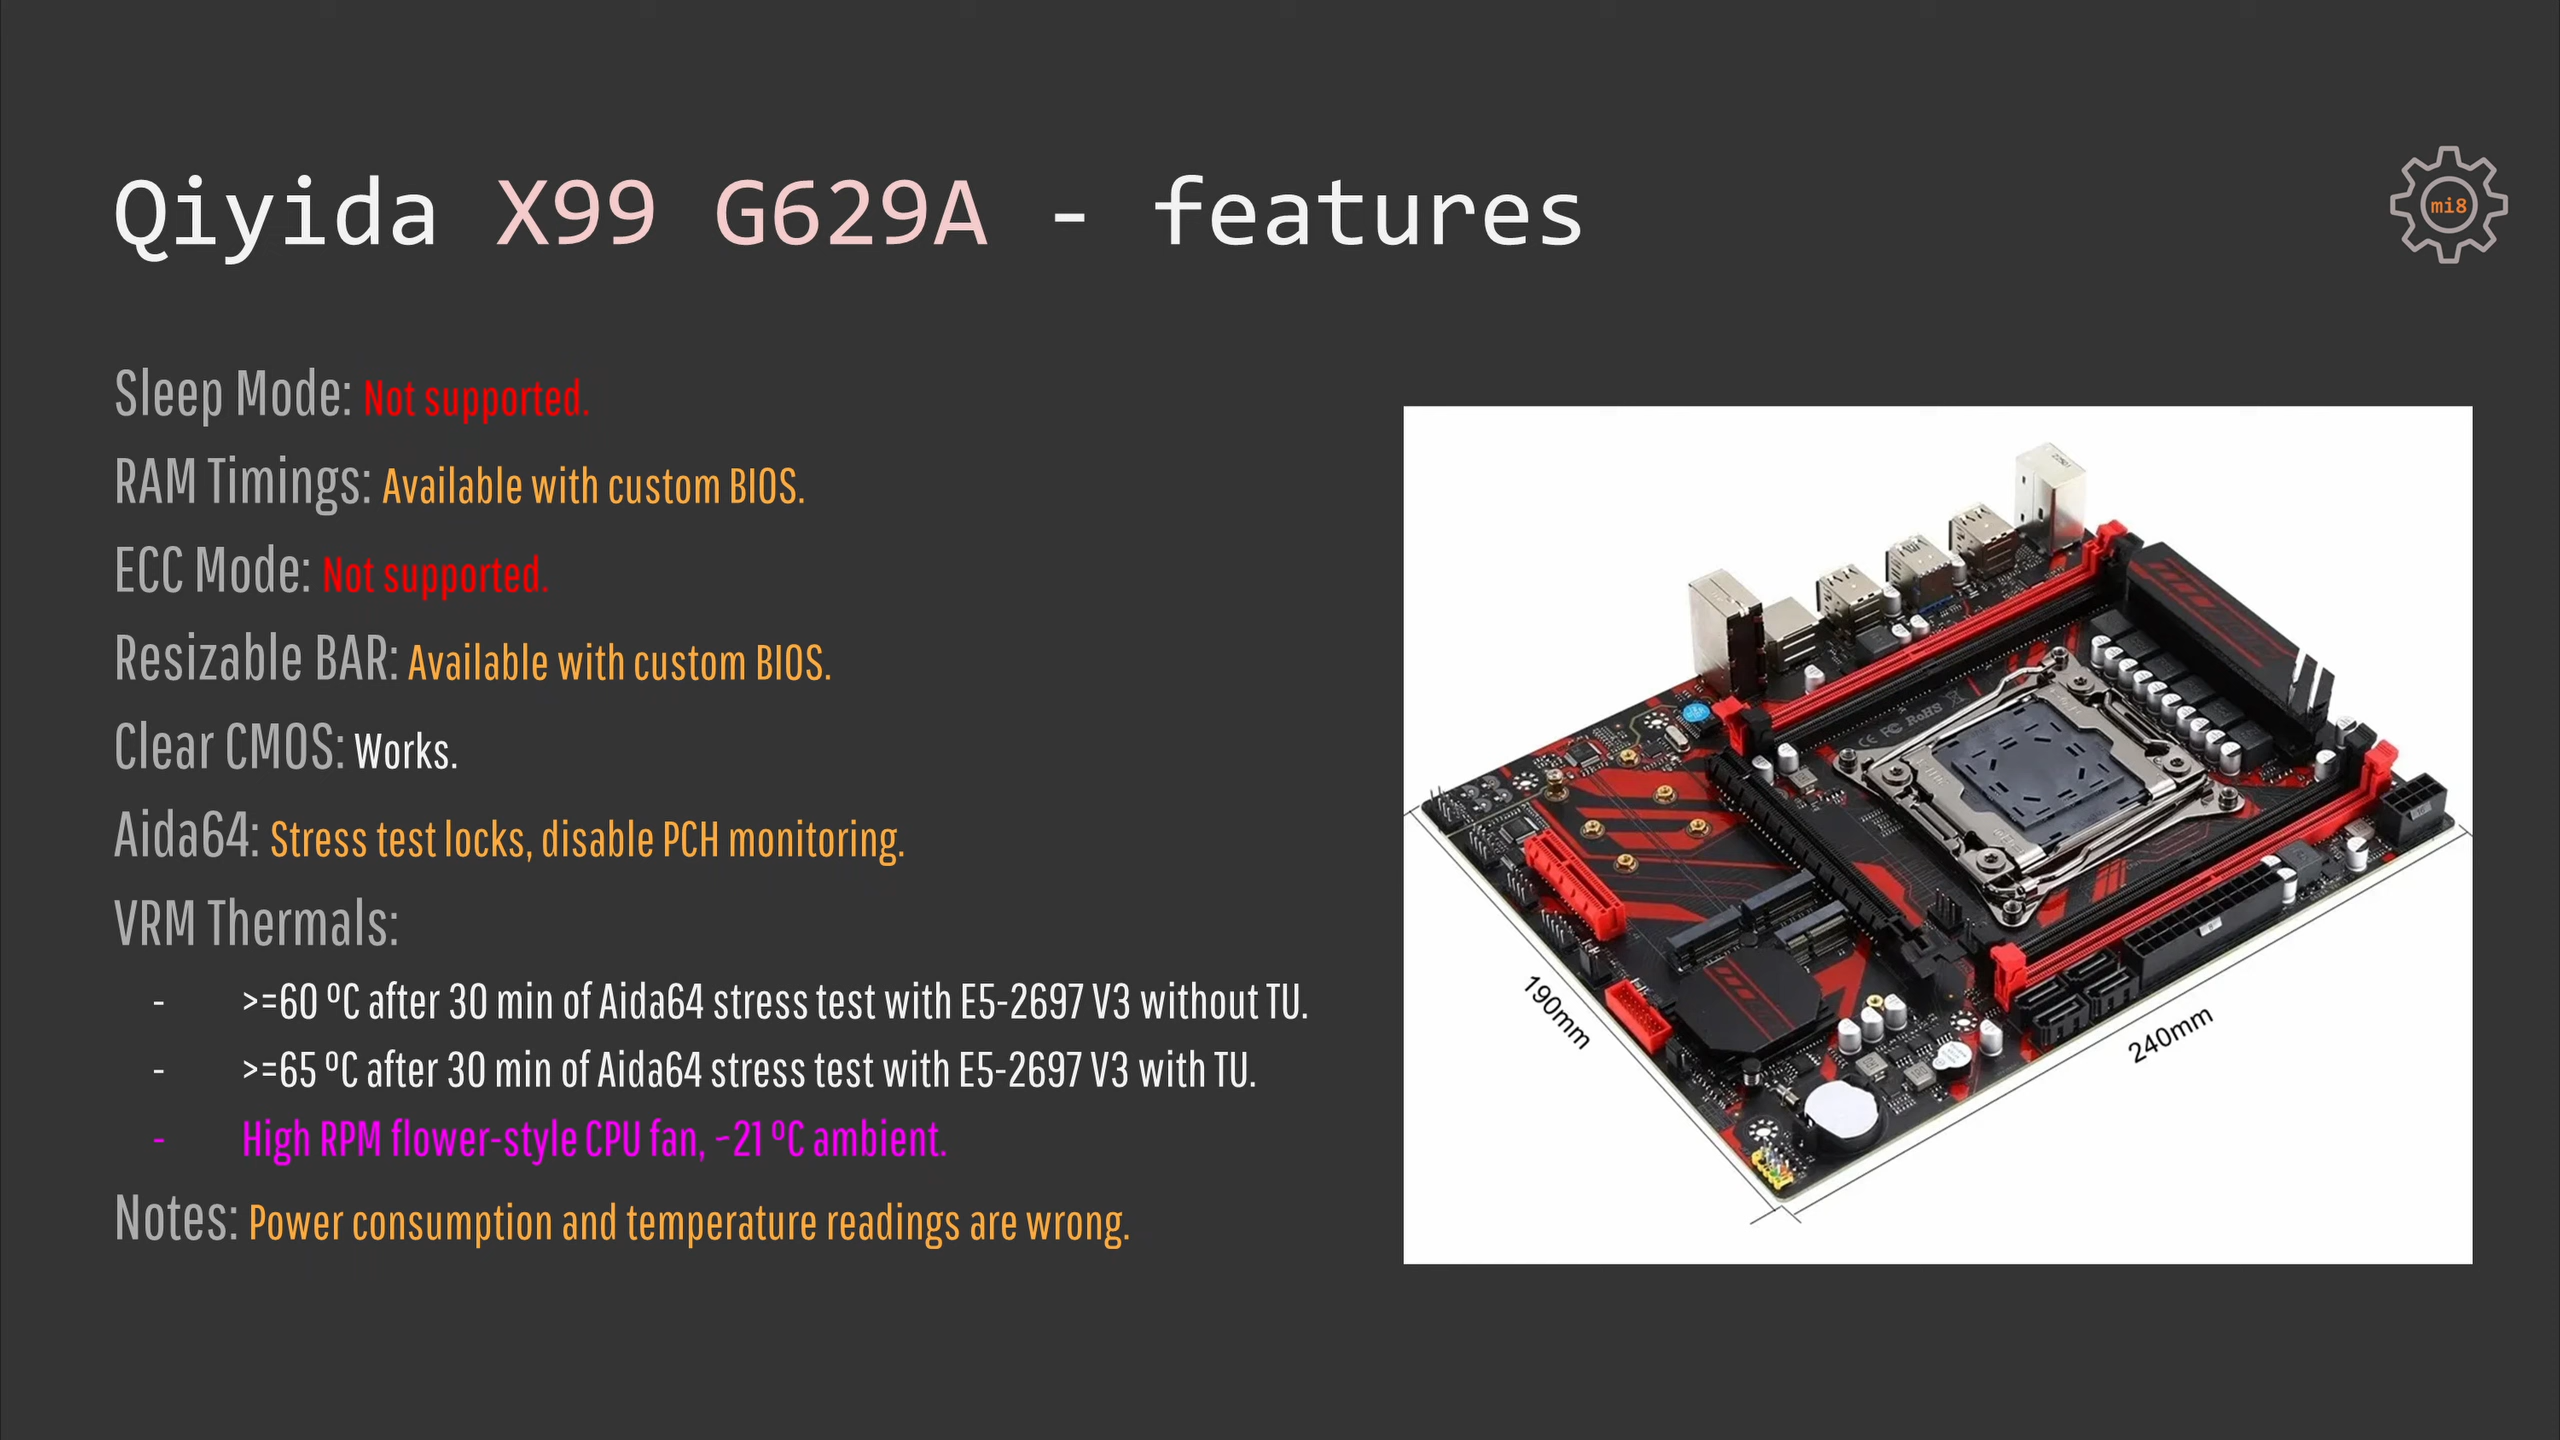 Qiyida X99 G629A - features
mi8
Sleep Mode: Not supported.
RAM Timings: Available with custom BIOS.
ECC Mode: Not supported.
Resizable BAR: Available with custom BIOS.
Clear CMOS: Works.
Aida64: Stress test locks, disable PCH monitoring.
VRM Thermals:
- >=60 ºC after 30 min of Aida64 stress test with E5-2697 V3 without TU.
- >=65 ºC after 30 min of Aida64 stress test with E5-2697 V3 with TU.
- High RPM flower-style CPU fan, ~21 ºC ambient.
Notes: Power consumption and temperature readings are wrong.
CE FC RoHS
190mm
240mm